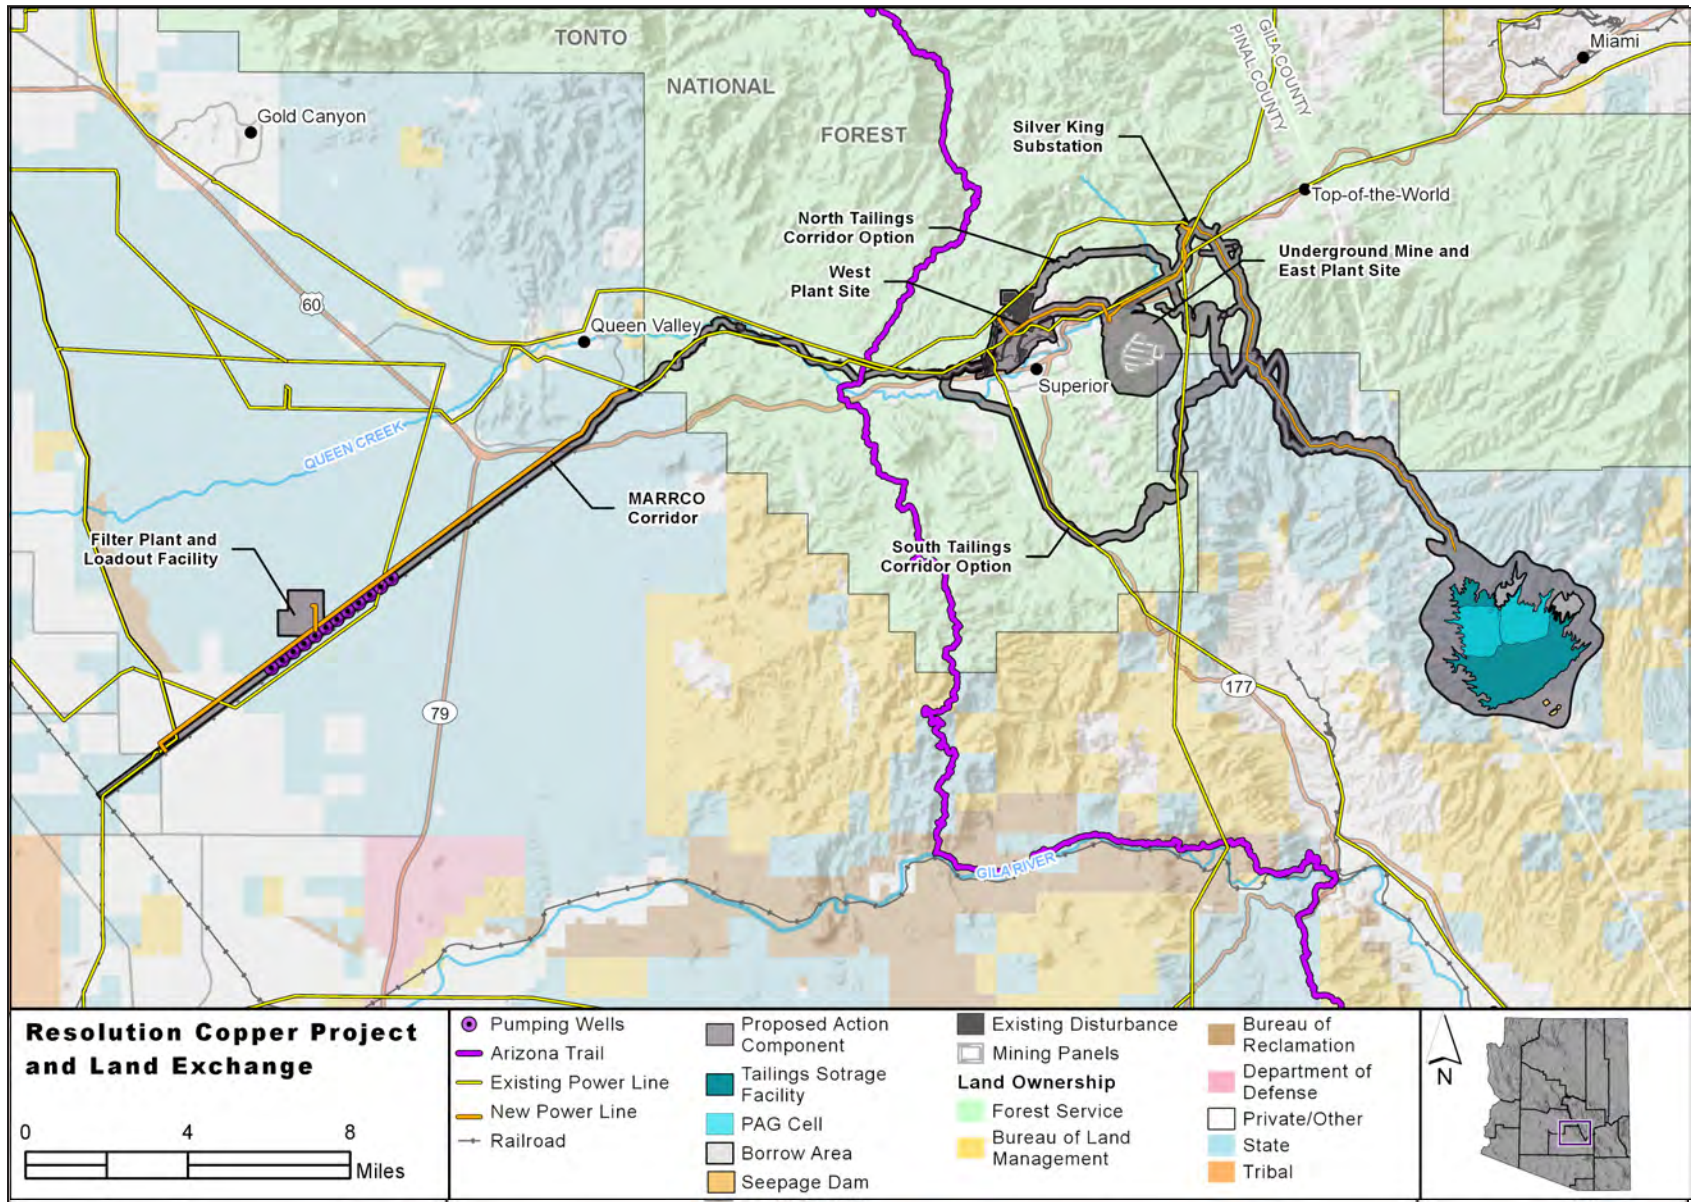 TONTO
NATIONAL
FOREST
GILA COUNTY
PINAL COUNTY
Miami
Gold Canyon
Silver King
Substation
Top-of-the-World
North Tailings
Corridor Option
Underground Mine and
East Plant Site
West
Plant Site
60
Queen Valley
Superior
QUEEN CREEK
MARRCO
Corridor
Filter Plant and
Loadout Facility
South Tailings
Corridor Option
177
79
GILA RIVER
Resolution Copper Project
and Land Exchange
0 4 8
Miles
Pumping Wells
Arizona Trail
Existing Power Line
New Power Line
Railroad
Proposed Action
Component
Tailings Sotrage
Facility
PAG Cell
Borrow Area
Seepage Dam
Existing Disturbance
Mining Panels
Land Ownership
Forest Service
Bureau of Land
Management
Bureau of
Reclamation
Department of
Defense
Private/Other
State
Tribal
N